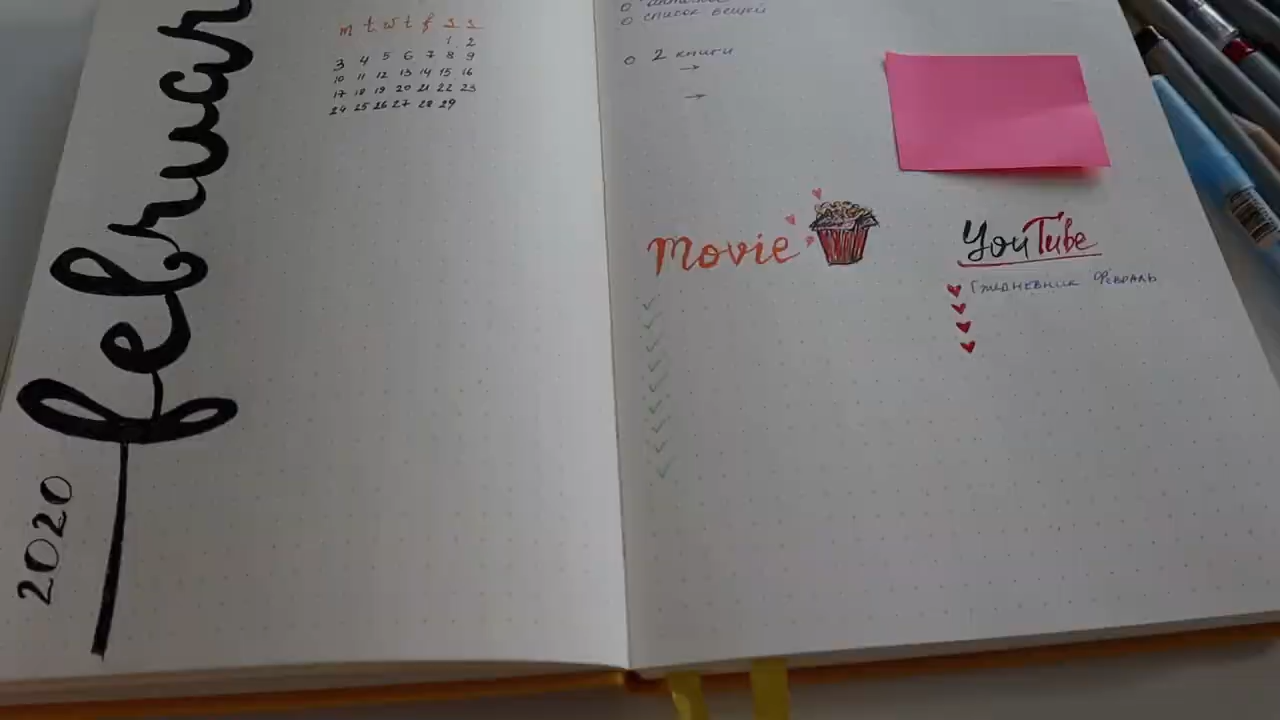 february
2020
m t w t f s s
1 2
3 4 5 6 7 8 9
10 11 12 13 14 15 16
17 18 19 20 21 22 23
24 25 26 27 28 29
список вещей
2 книги
→
→
Movie
YouTube
Ежедневник Февраль